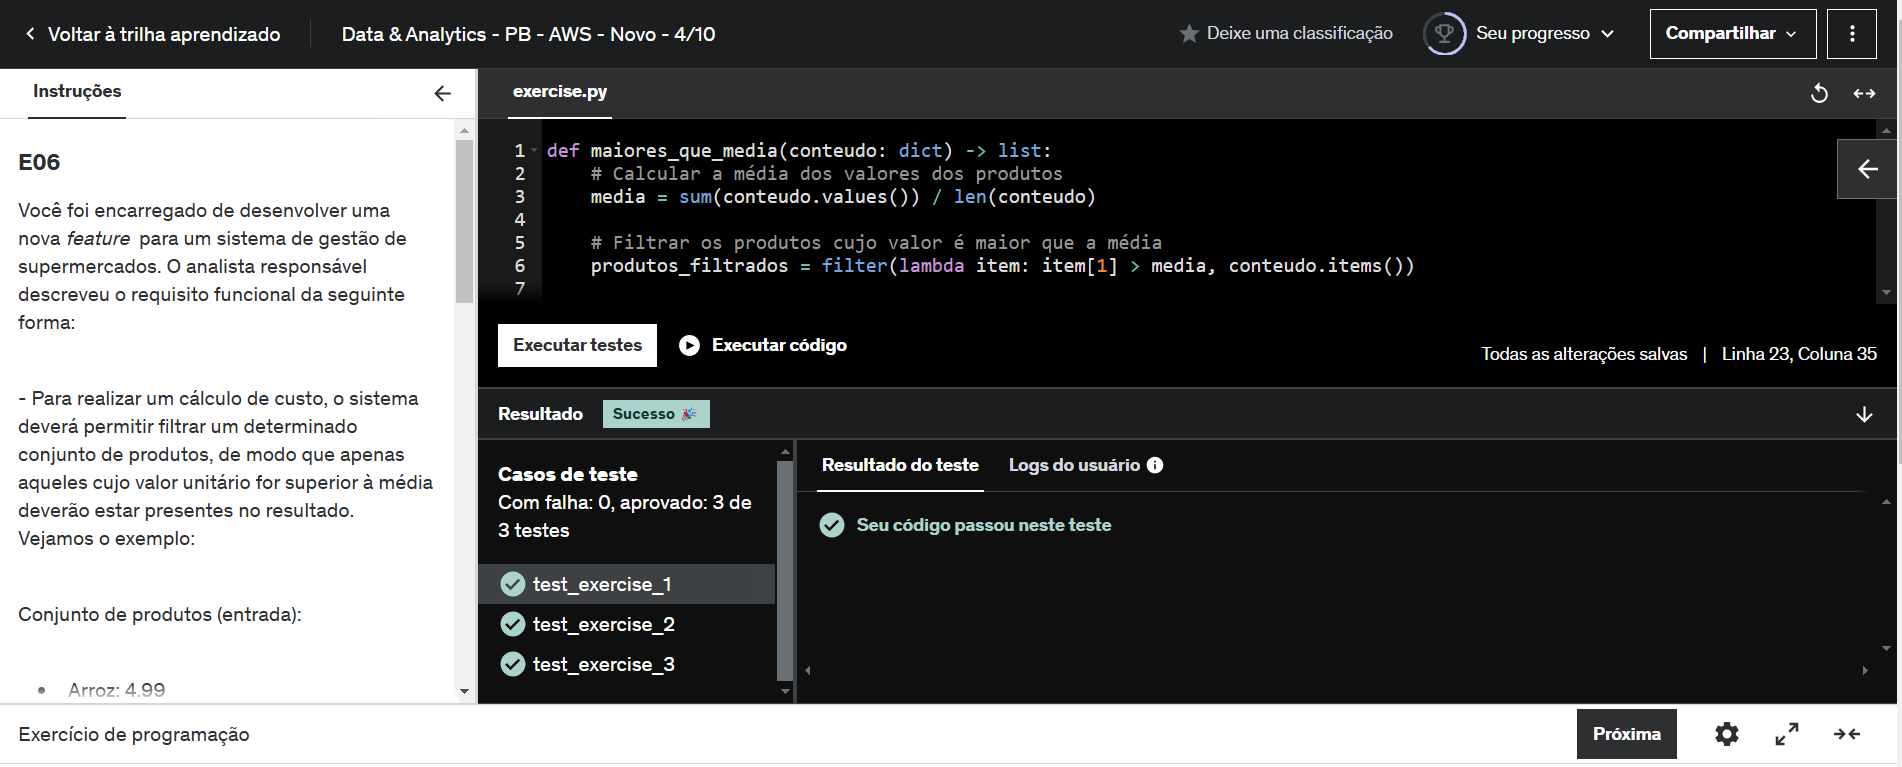 Voltar à trilha aprendizado
Data & Analytics - PB - AWS - Novo - 4/10
Deixe uma classificação
Seu progresso
Compartilhar
Instruções
E06
Você foi encarregado de desenvolver uma
nova feature para um sistema de gestão de
supermercados. O analista responsável
descreveu o requisito funcional da seguinte
forma:
- Para realizar um cálculo de custo, o sistema
deverá permitir filtrar um determinado
conjunto de produtos, de modo que apenas
aqueles cujo valor unitário for superior à média
deverão estar presentes no resultado.
Vejamos o exemplo:
Conjunto de produtos (entrada):
• Arroz: 4.99
exercise.py
1 def maiores_que_media(conteudo: dict) -> list:
2     # Calcular a média dos valores dos produtos
3     media = sum(conteudo.values()) / len(conteudo)
4
5     # Filtrar os produtos cujo valor é maior que a média
6     produtos_filtrados = filter(lambda item: item[1] > media, conteudo.items())
7
Executar testes
Executar código
Todas as alterações salvas | Linha 23, Coluna 35
Resultado
Sucesso 🎉
Casos de teste
Com falha: 0, aprovado: 3 de
3 testes
test_exercise_1
test_exercise_2
test_exercise_3
Resultado do teste
Logs do usuário
Seu código passou neste teste
Exercício de programação
Próxima